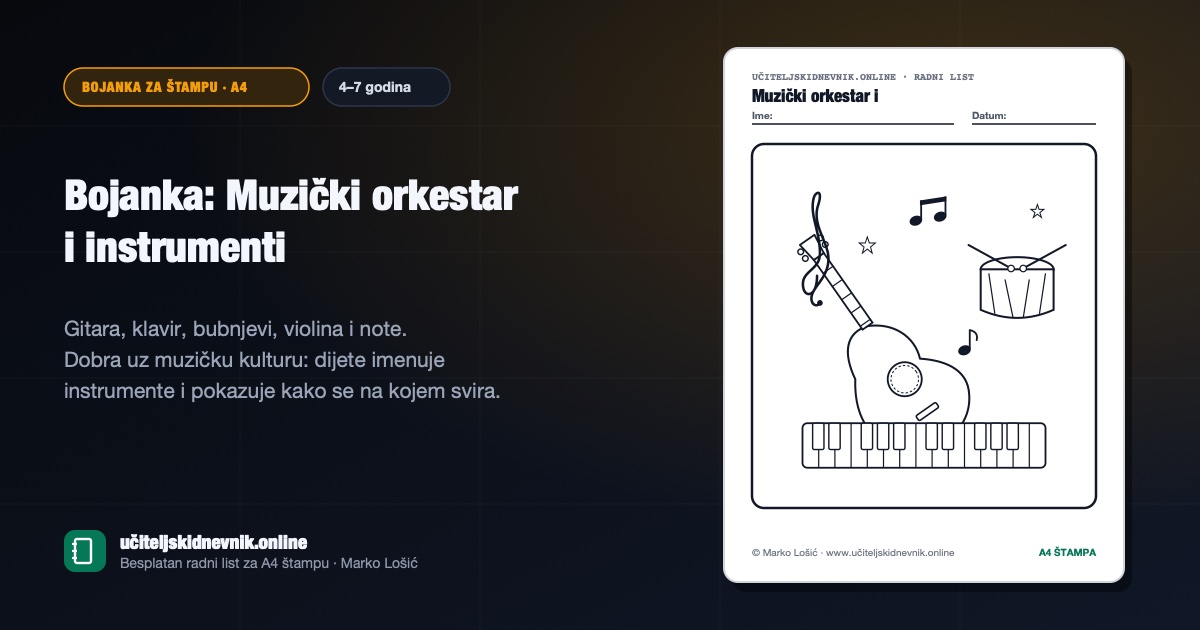 BOJANKA ZA ŠTAMPU · A4
4–7 godina
Bojanka: Muzički orkestar
i instrumenti
Gitara, klavir, bubnjevi, violina i note.
Dobra uz muzičku kulturu: dijete imenuje
instrumente i pokazuje kako se na kojem svira.
učiteljskidnevnik.online
Besplatan radni list za A4 štampu · Marko Lošić
UČITELJSKIDNEVNIK.ONLINE · RADNI LIST
Muzički orkestar i
Ime: Datum:
© Marko Lošić · www.učiteljskidnevnik.online
A4 ŠTAMPA